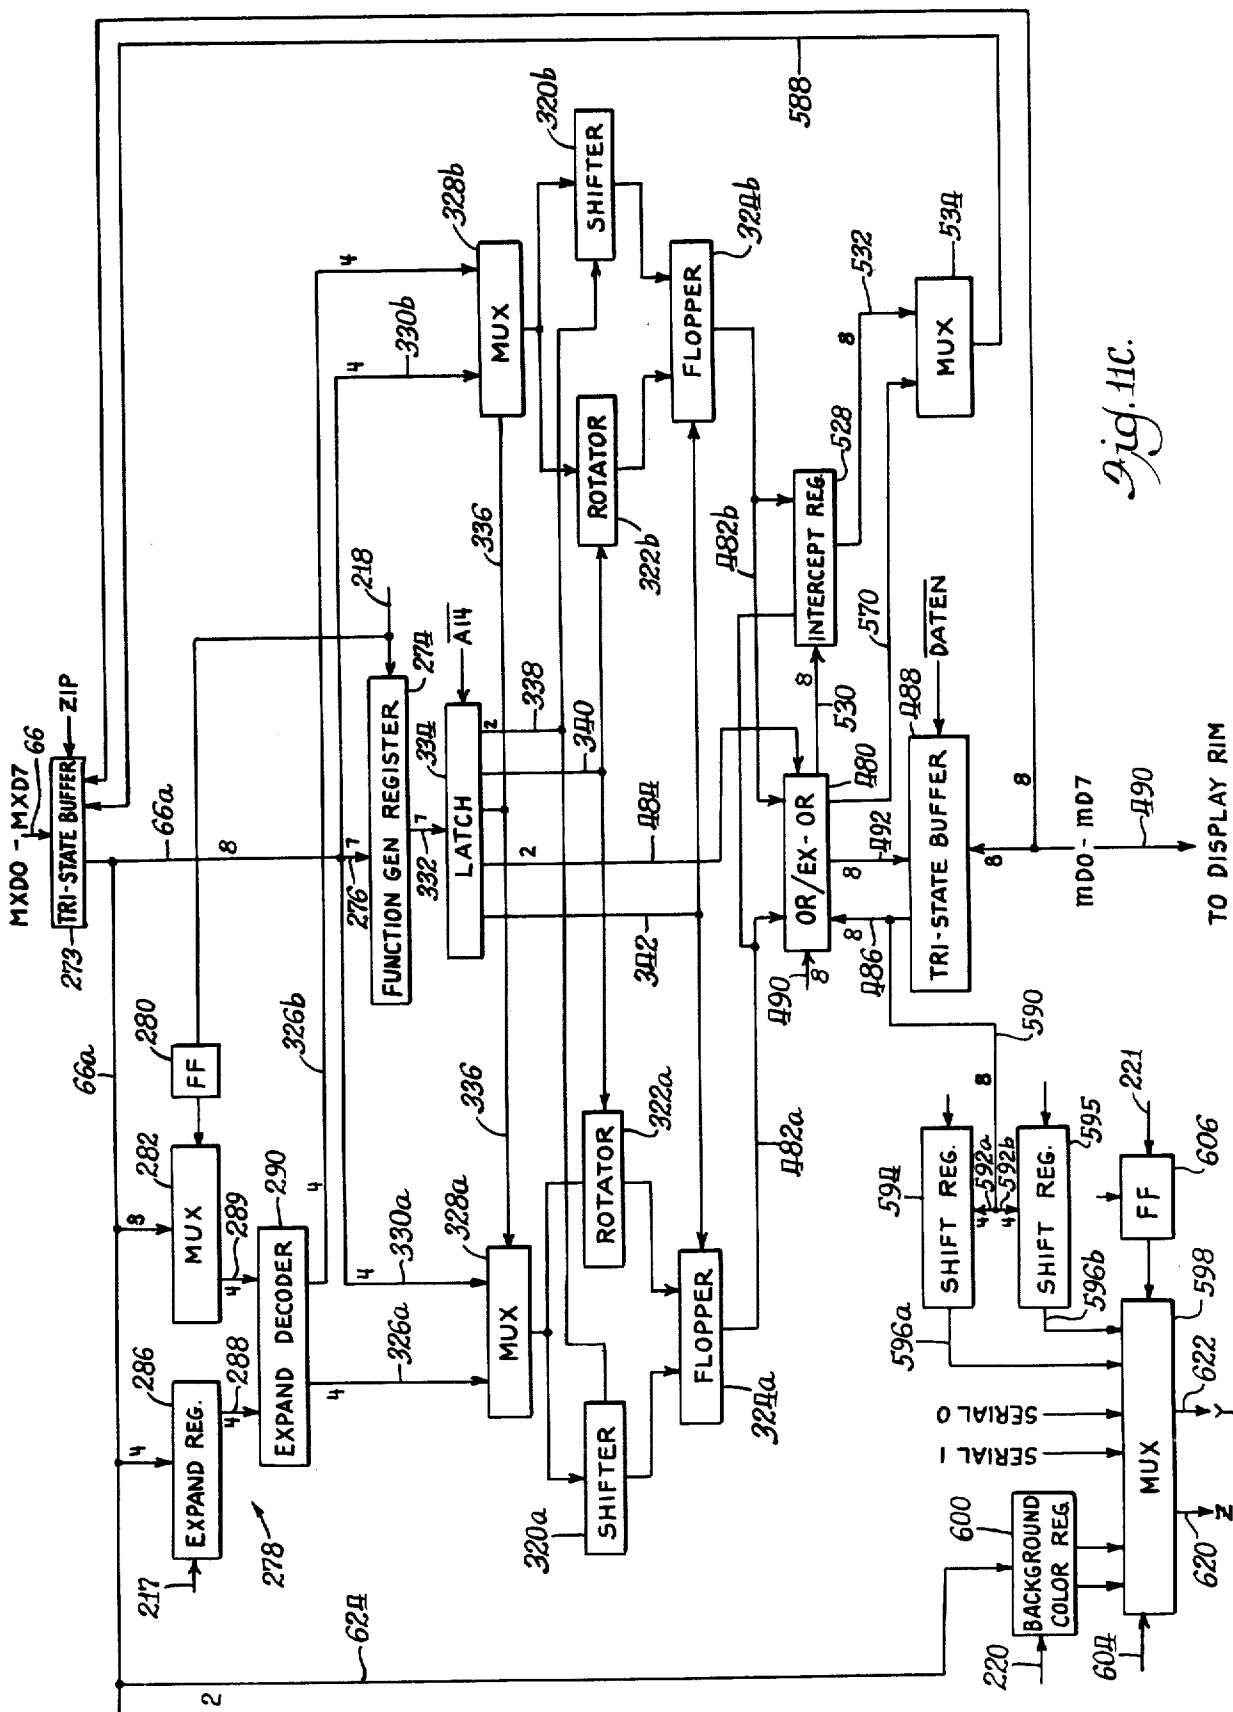 MXDO - MXD7
66
TRI-STATE BUFFER
ZIP
273
66a
66a
8
280
FF
282
MUX
8
286
EXPAND REG.
4
217
278
4
288
4
289
290
EXPAND DECODER
4
326b
4
326a
4
330a
276
7
218
FUNCTION GEN REGISTER
274
332
7
334
LATCH
A14
2
338
340
2
484
342
336
336
4
4
330b
328b
MUX
328a
MUX
320b
SHIFTER
ROTATOR
322b
FLOPPER
324b
320a
SHIFTER
ROTATOR
322a
FLOPPER
324a
482a
482b
INTERCEPT REG.
528
8
530
8
532
570
MUX
534
588
OR/EX-OR
480
490
8
8
492
8
486
TRI-STATE BUFFER
488
DATEN
8
8
mDO- mD7
490
TO DISPLAY RIM
590
8
594
SHIFT REG.
4
592a
4
592b
SHIFT REG.
595
596a
596b
221
FF
606
SERIAL 0
SERIAL 1
MUX
598
622
Y
620
Z
600
BACKGROUND
COLOR REG.
220
604
624
2
Fig. 11C.